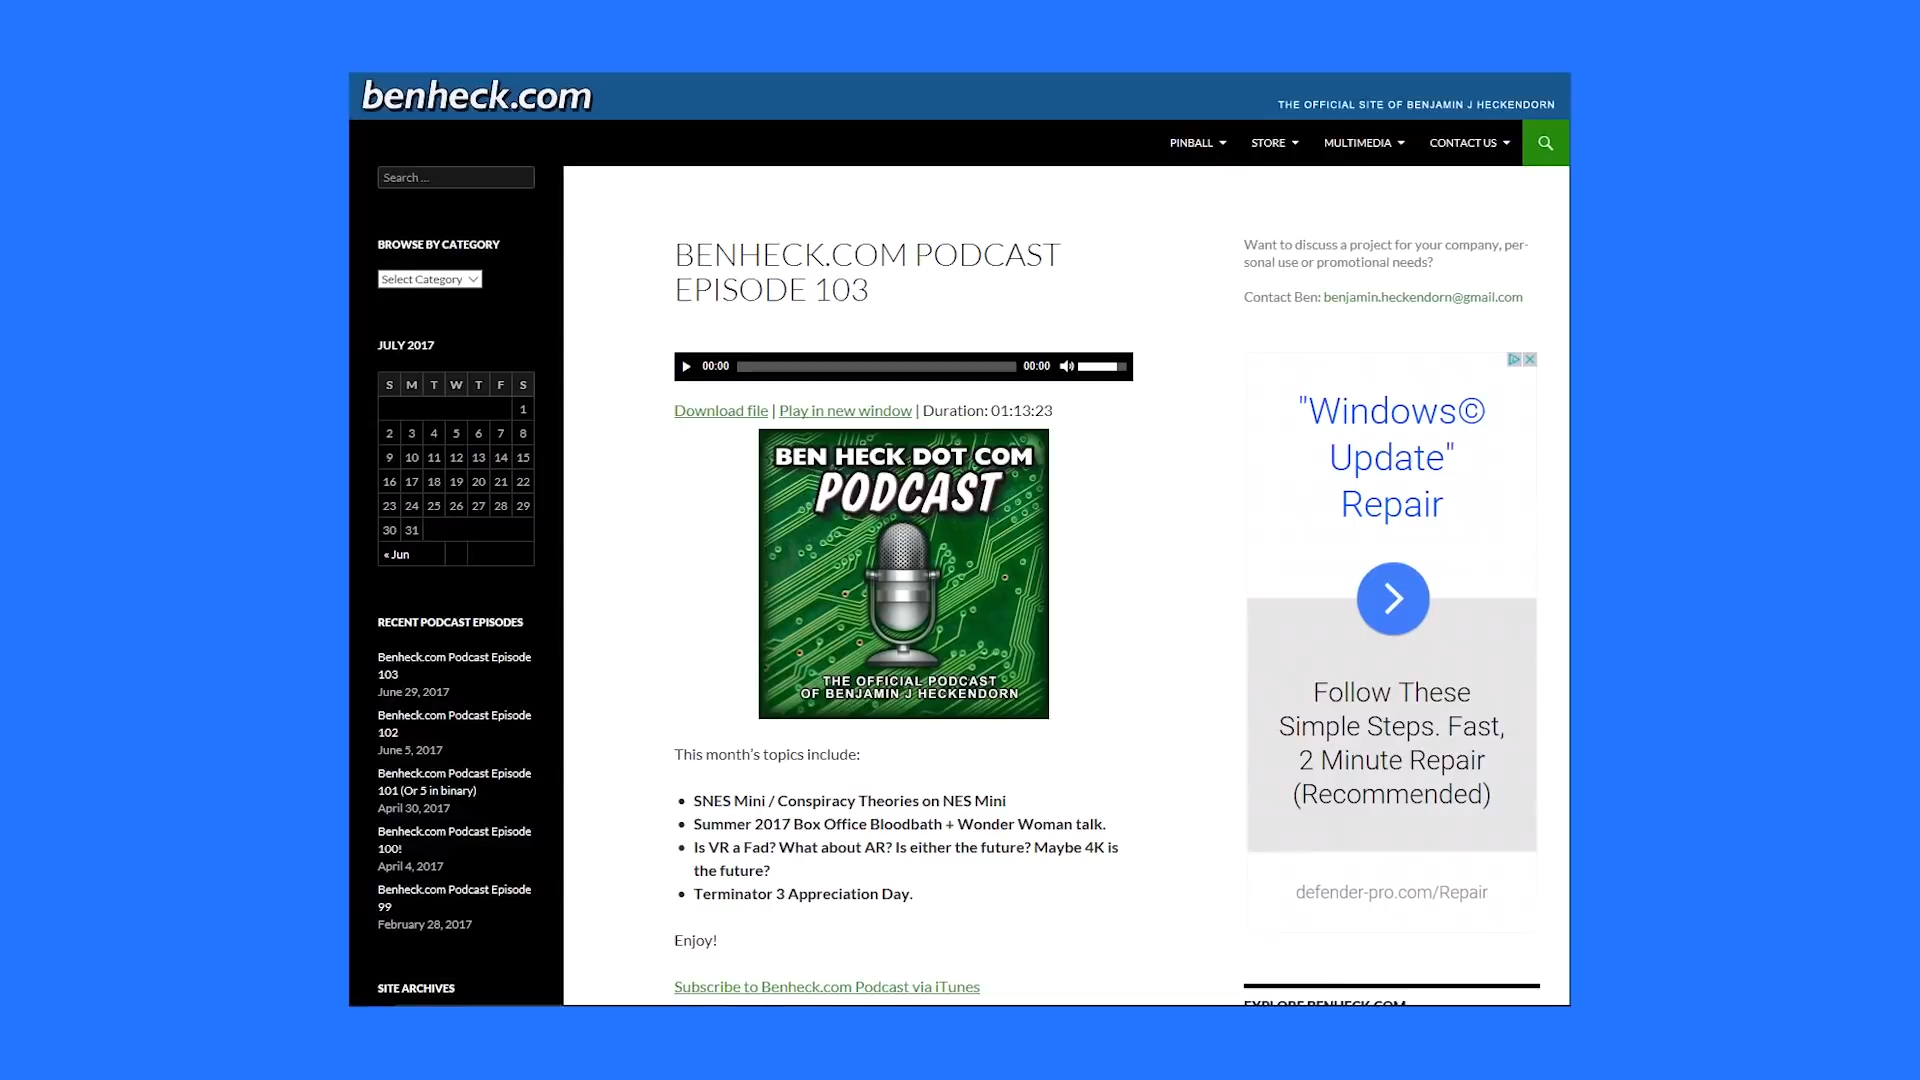 benheck.com
THE OFFICIAL SITE OF BENJAMIN J HECKENDORN
PINBALL
STORE
MULTIMEDIA
CONTACT US
Search ...
BROWSE BY CATEGORY
Select Category
JULY 2017
S M T W T F S
1
2 3 4 5 6 7 8
9 10 11 12 13 14 15
16 17 18 19 20 21 22
23 24 25 26 27 28 29
30 31
« Jun
RECENT PODCAST EPISODES
Benheck.com Podcast Episode
103
June 29, 2017
Benheck.com Podcast Episode
102
June 5, 2017
Benheck.com Podcast Episode
101 (Or 5 in binary)
April 30, 2017
Benheck.com Podcast Episode
100!
April 4, 2017
Benheck.com Podcast Episode
99
February 28, 2017
SITE ARCHIVES
BENHECK.COM PODCAST
EPISODE 103
00:00 00:00
Download file | Play in new window | Duration: 01:13:23
BEN HECK DOT COM
PODCAST
THE OFFICIAL PODCAST
OF BENJAMIN J HECKENDORN
This month's topics include:
• SNES Mini / Conspiracy Theories on NES Mini
• Summer 2017 Box Office Bloodbath + Wonder Woman talk.
• Is VR a Fad? What about AR? Is either the future? Maybe 4K is
the future?
• Terminator 3 Appreciation Day.
Enjoy!
Subscribe to Benheck.com Podcast via iTunes
Want to discuss a project for your company, per-
sonal use or promotional needs?
Contact Ben: benjamin.heckendorn@gmail.com
"Windows©
Update"
Repair
Follow These
Simple Steps. Fast,
2 Minute Repair
(Recommended)
defender-pro.com/Repair
EXPLORE BENHECK.COM